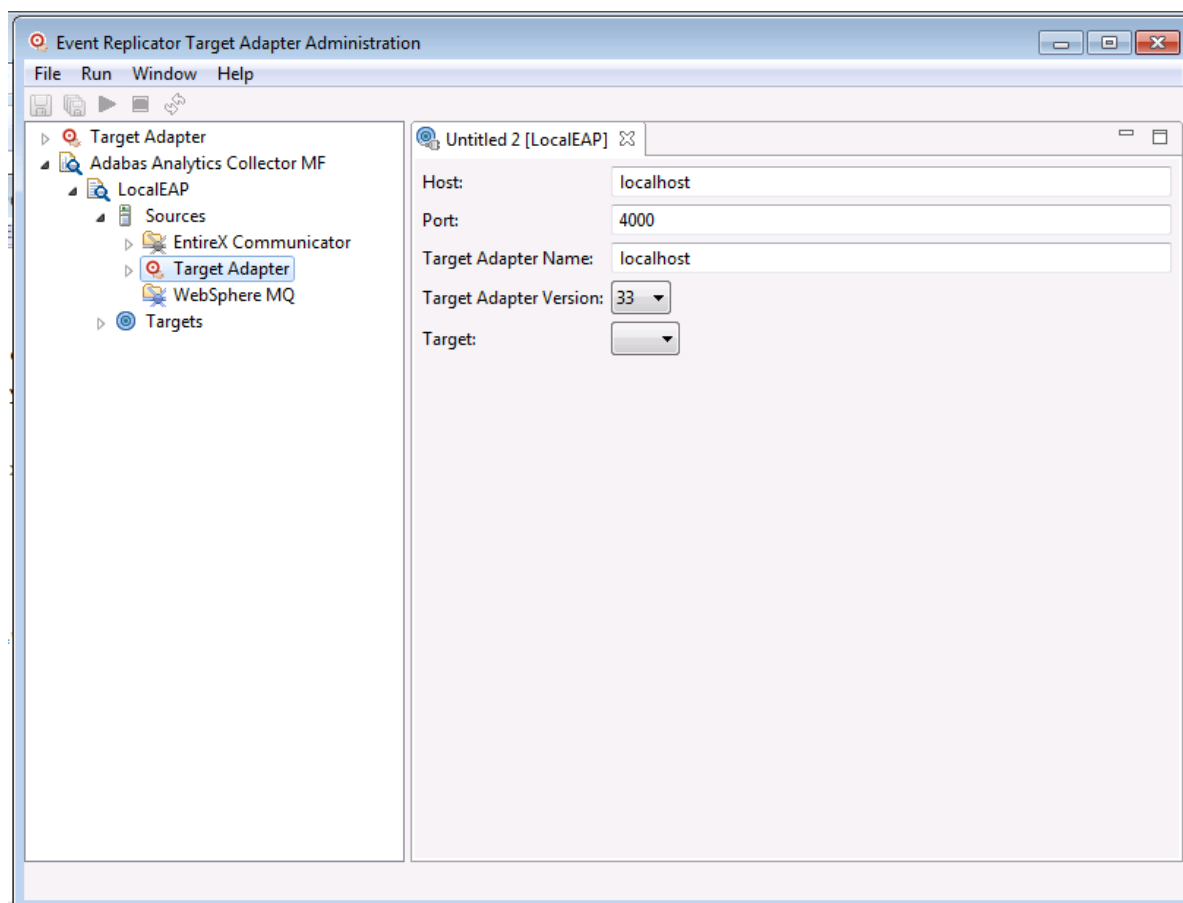 Event Replicator Target Adapter Administration
File Run Window Help
Target Adapter
Adabas Analytics Collector MF
LocalEAP
Sources
EntireX Communicator
Target Adapter
WebSphere MQ
Targets
Untitled 2 [LocalEAP]
Host: localhost
Port: 4000
Target Adapter Name: localhost
Target Adapter Version: 33
Target: